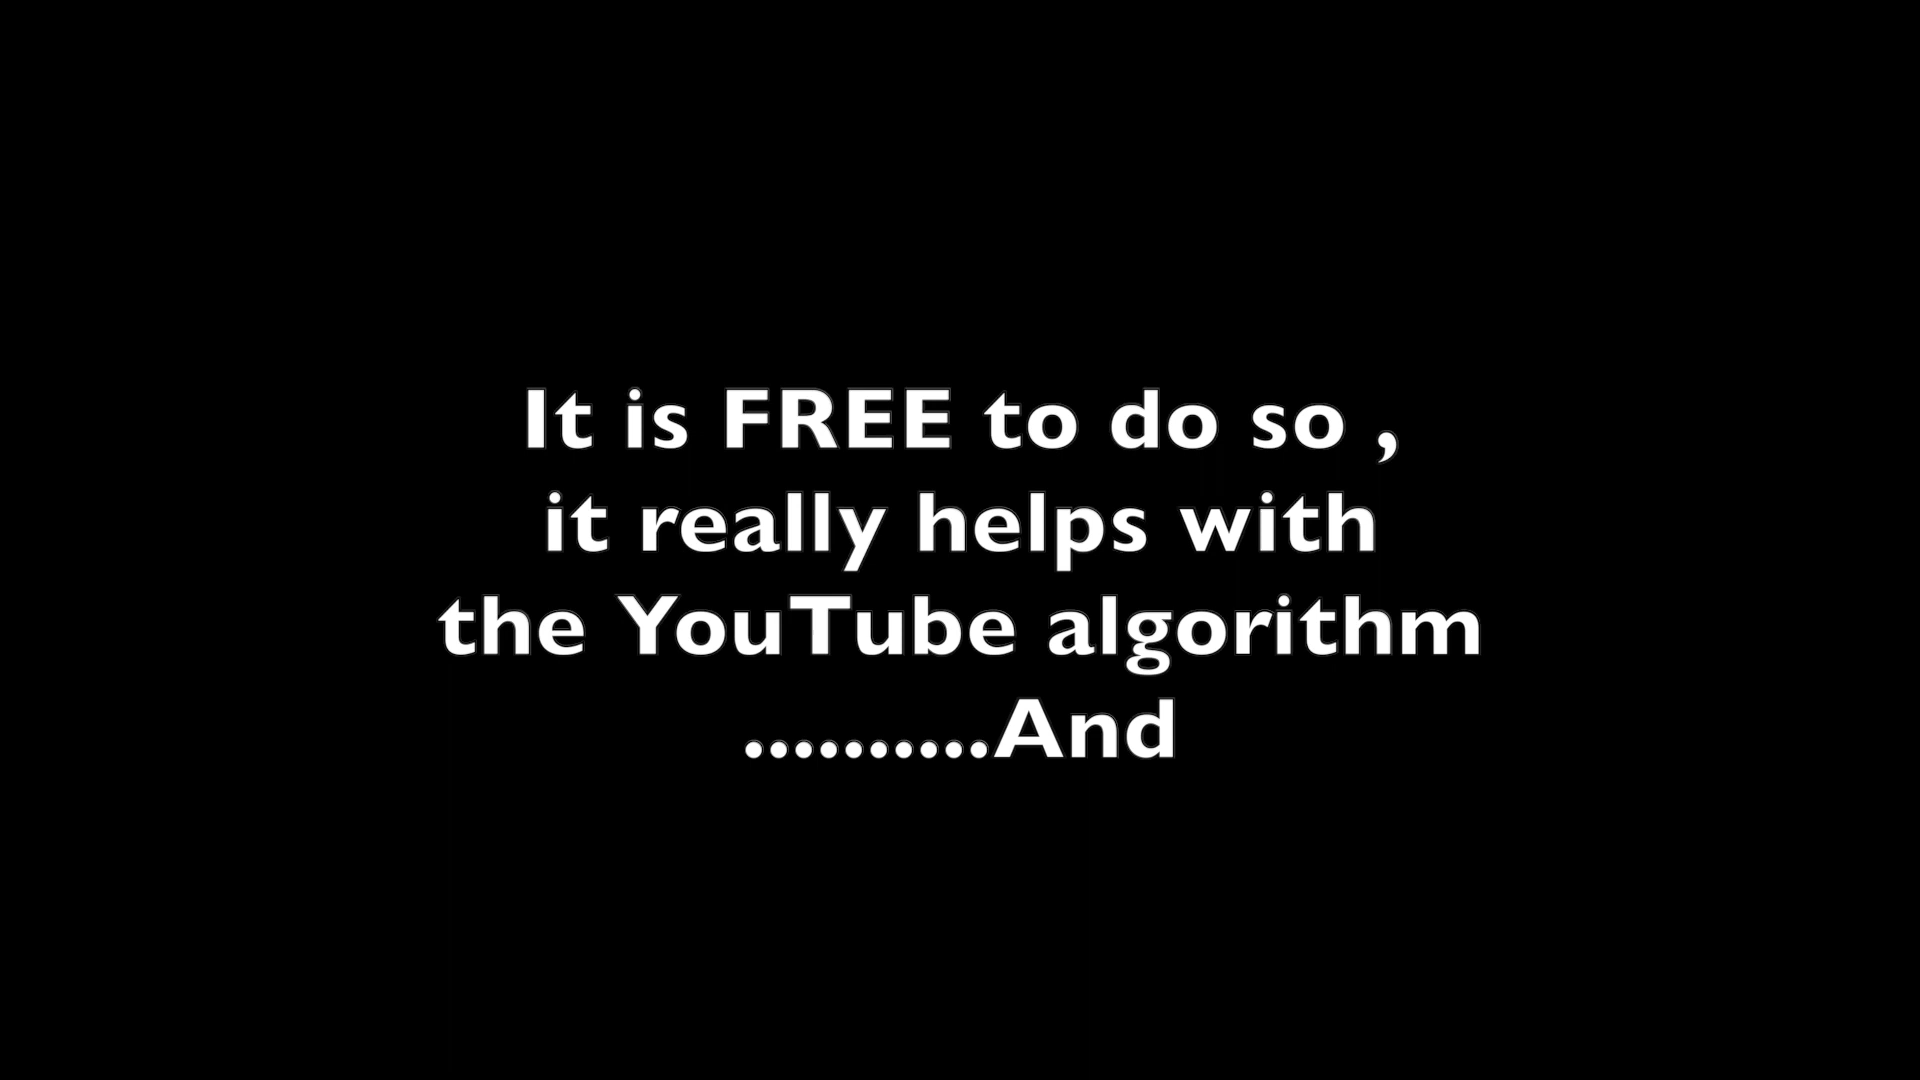 It is FREE to do so ,
it really helps with
the YouTube algorithm
..........And